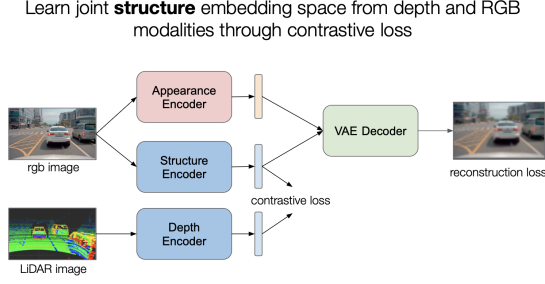 Learn joint structure embedding space from depth and RGB
modalities through contrastive loss
Appearance
Encoder
VAE Decoder
Structure
Encoder
rgb image
reconstruction loss
contrastive loss
Depth
Encoder
LiDAR image